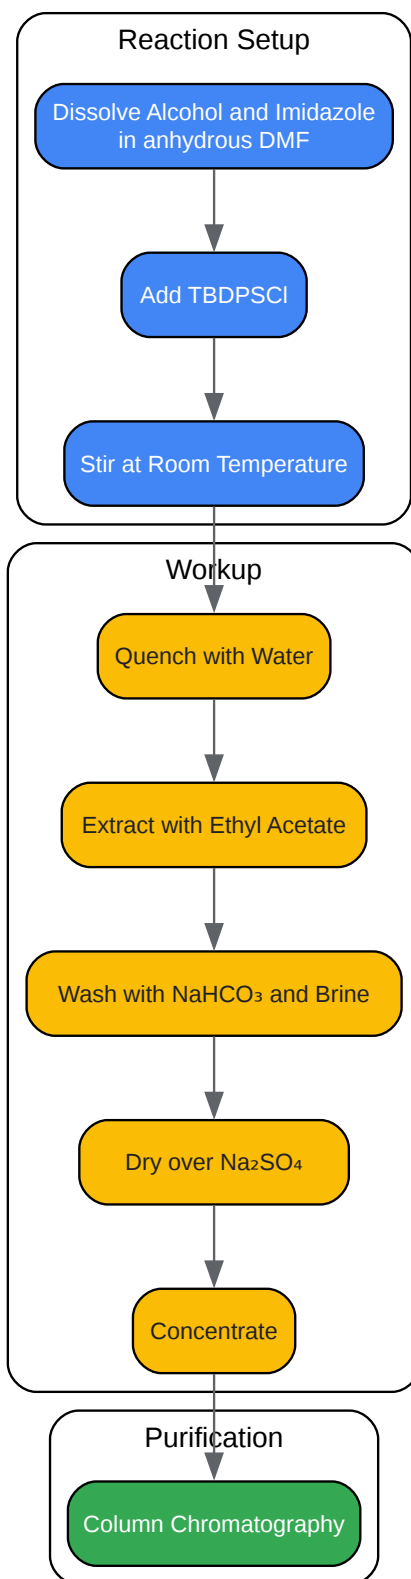 Reaction Setup
Dissolve Alcohol and Imidazole
in anhydrous DMF
Add TBDPSCl
Stir at Room Temperature
Workup
Quench with Water
Extract with Ethyl Acetate
Wash with NaHCO₃ and Brine
Dry over Na₂SO₄
Concentrate
Purification
Column Chromatography